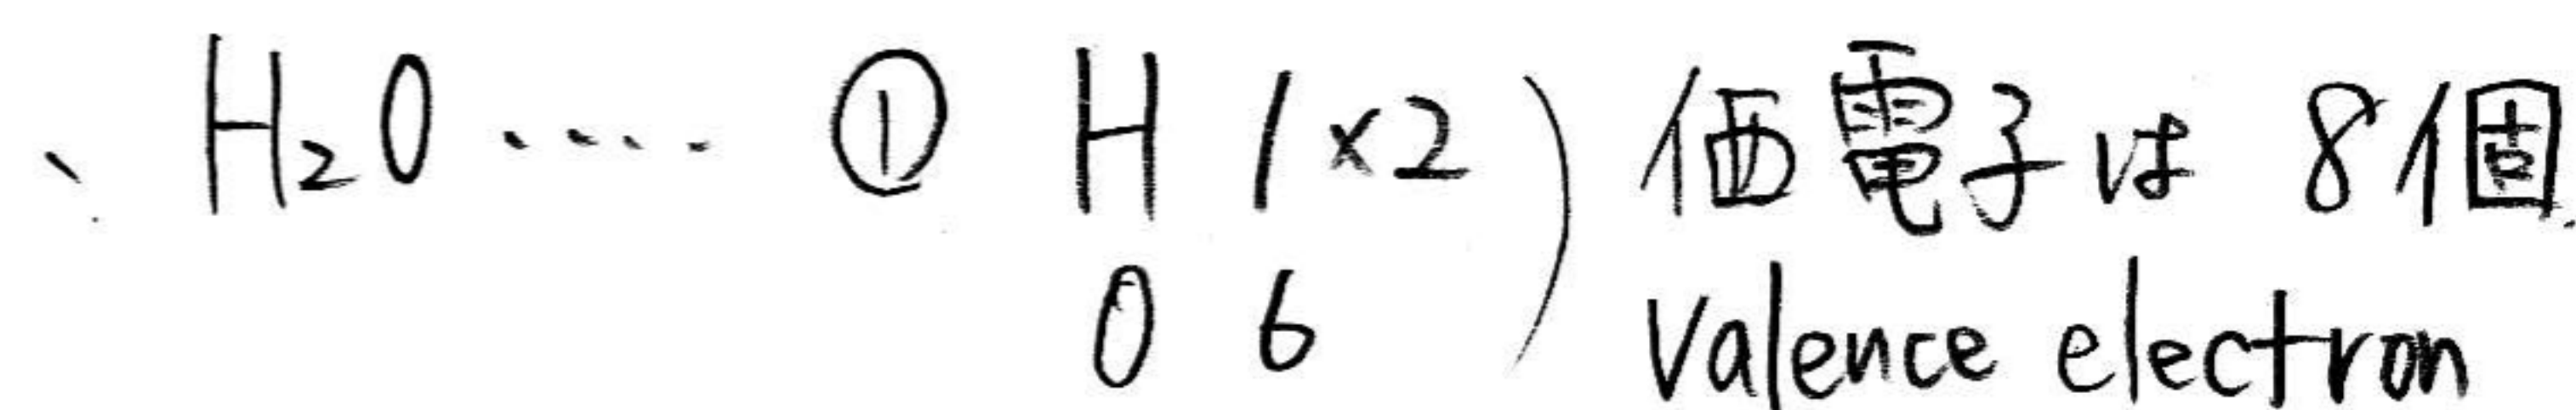 、H₂O ····· ① H 1×2 ) 価電子は 8個
O 6 Valence electron